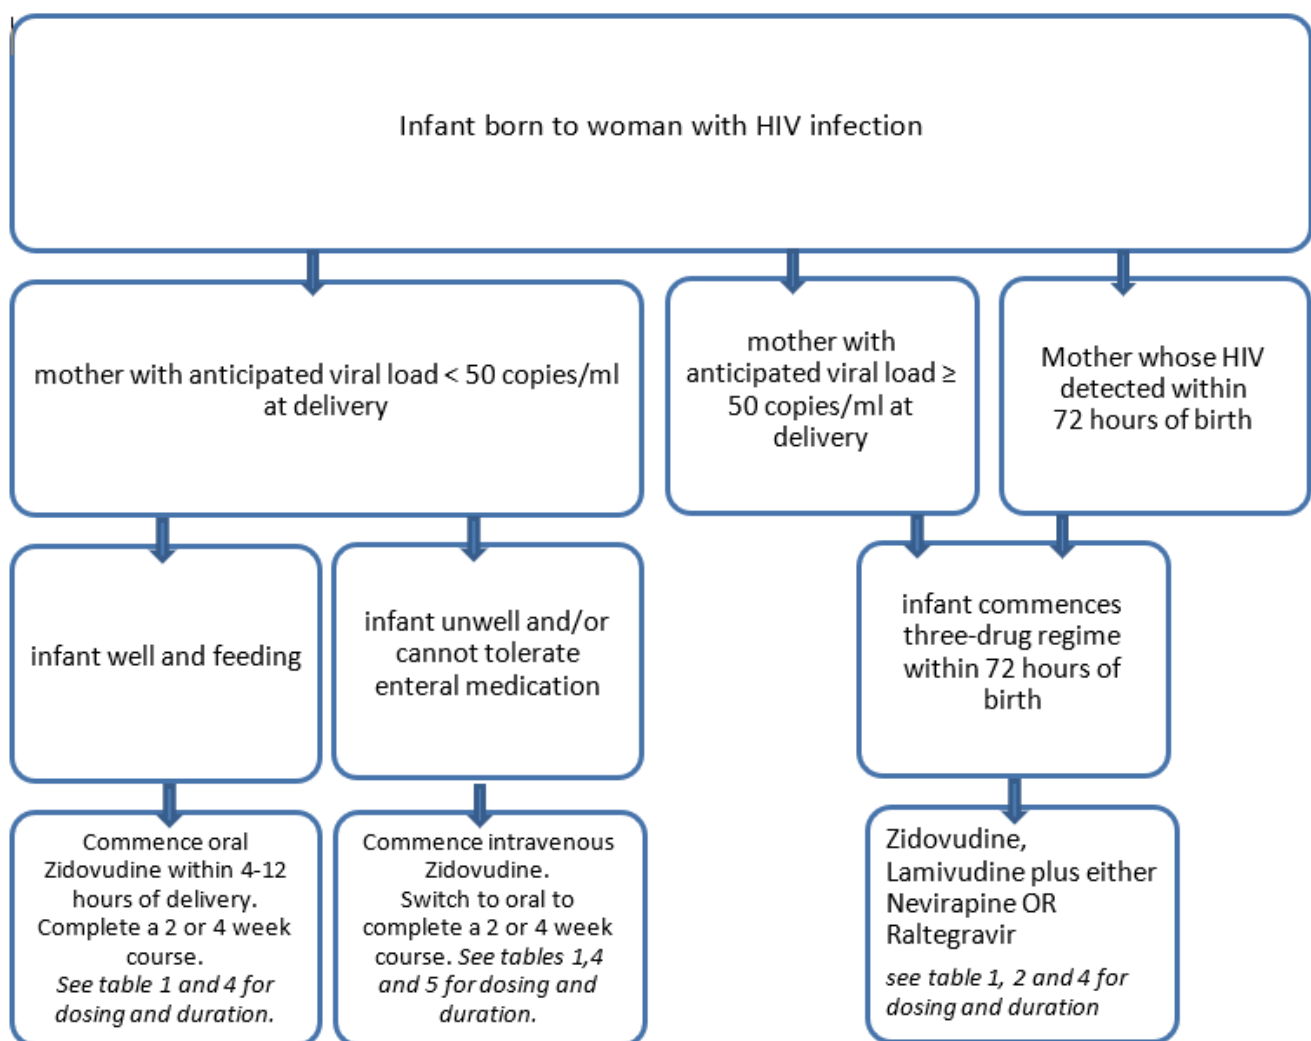 Infant born to woman with HIV infection
mother with anticipated viral load < 50 copies/ml
at delivery
mother with
anticipated viral load ≥
50 copies/ml at
delivery
Mother whose HIV
detected within
72 hours of birth
infant well and feeding
infant unwell and/or
cannot tolerate
enteral medication
infant commences
three-drug regime
within 72 hours of
birth
Commence oral
Zidovudine within 4-12
hours of delivery.
Complete a 2 or 4 week
course.
See table 1 and 4 for
dosing and duration.
Commence intravenous
Zidovudine.
Switch to oral to
complete a 2 or 4 week
course. See tables 1,4
and 5 for dosing and
duration.
Zidovudine,
Lamivudine plus either
Nevirapine OR
Raltegravir
see table 1, 2 and 4 for
dosing and duration